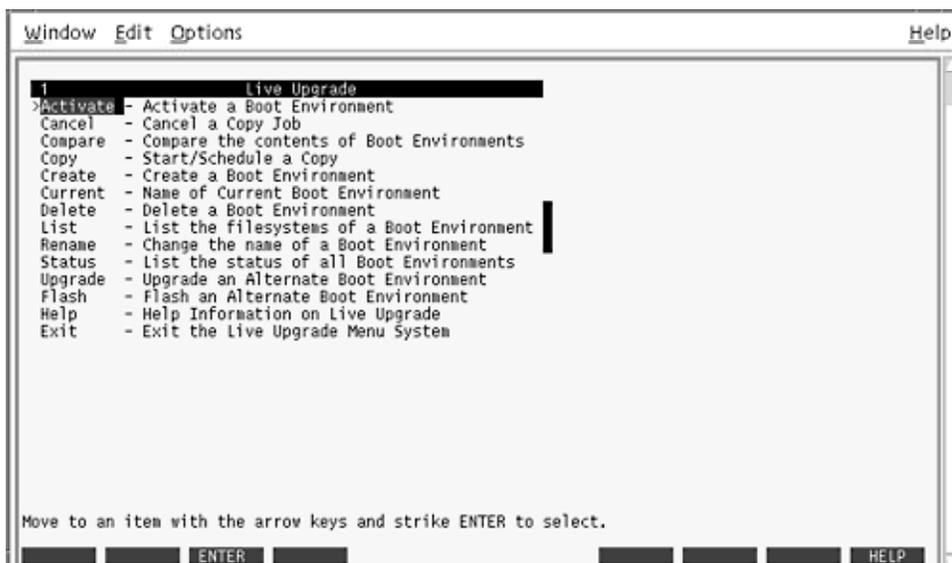 Window Edit Options Help
1 Live Upgrade
>Activate - Activate a Boot Environment
Cancel - Cancel a Copy Job
Compare - Compare the contents of Boot Environments
Copy - Start/Schedule a Copy
Create - Create a Boot Environment
Current - Name of Current Boot Environment
Delete - Delete a Boot Environment
List - List the filesystems of a Boot Environment
Rename - Change the name of a Boot Environment
Status - List the status of all Boot Environments
Upgrade - Upgrade an Alternate Boot Environment
Flash - Flash an Alternate Boot Environment
Help - Help Information on Live Upgrade
Exit - Exit the Live Upgrade Menu System
Move to an item with the arrow keys and strike ENTER to select.
ENTER HELP